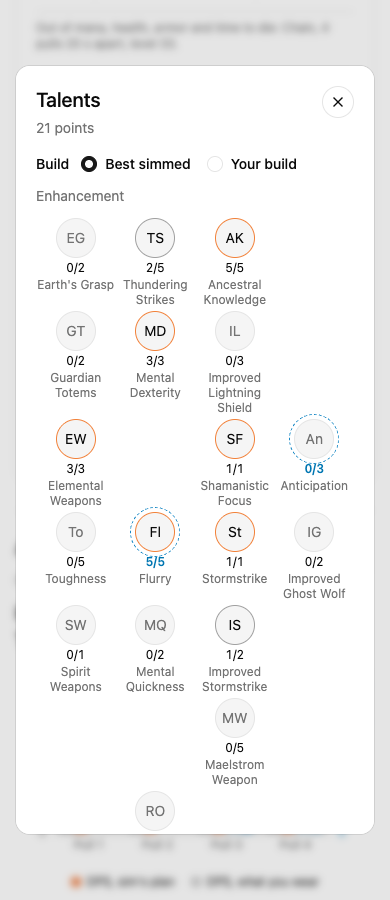 Talents
21 points
Build Best simmed Your build
Enhancement
EG TS AK
0/2 2/5 5/5
Earth's Grasp Thundering Strikes Ancestral Knowledge
GT MD IL
0/2 3/3 0/3
Guardian Totems Mental Dexterity Improved Lightning Shield
EW SF An
3/3 1/1 0/3
Elemental Weapons Shamanistic Focus Anticipation
To Fl St IG
0/5 5/5 1/1 0/2
Toughness Flurry Stormstrike Improved Ghost Wolf
SW MQ IS
0/1 0/2 1/2
Spirit Weapons Mental Quickness Improved Stormstrike
MW
0/5
Maelstrom Weapon
RO